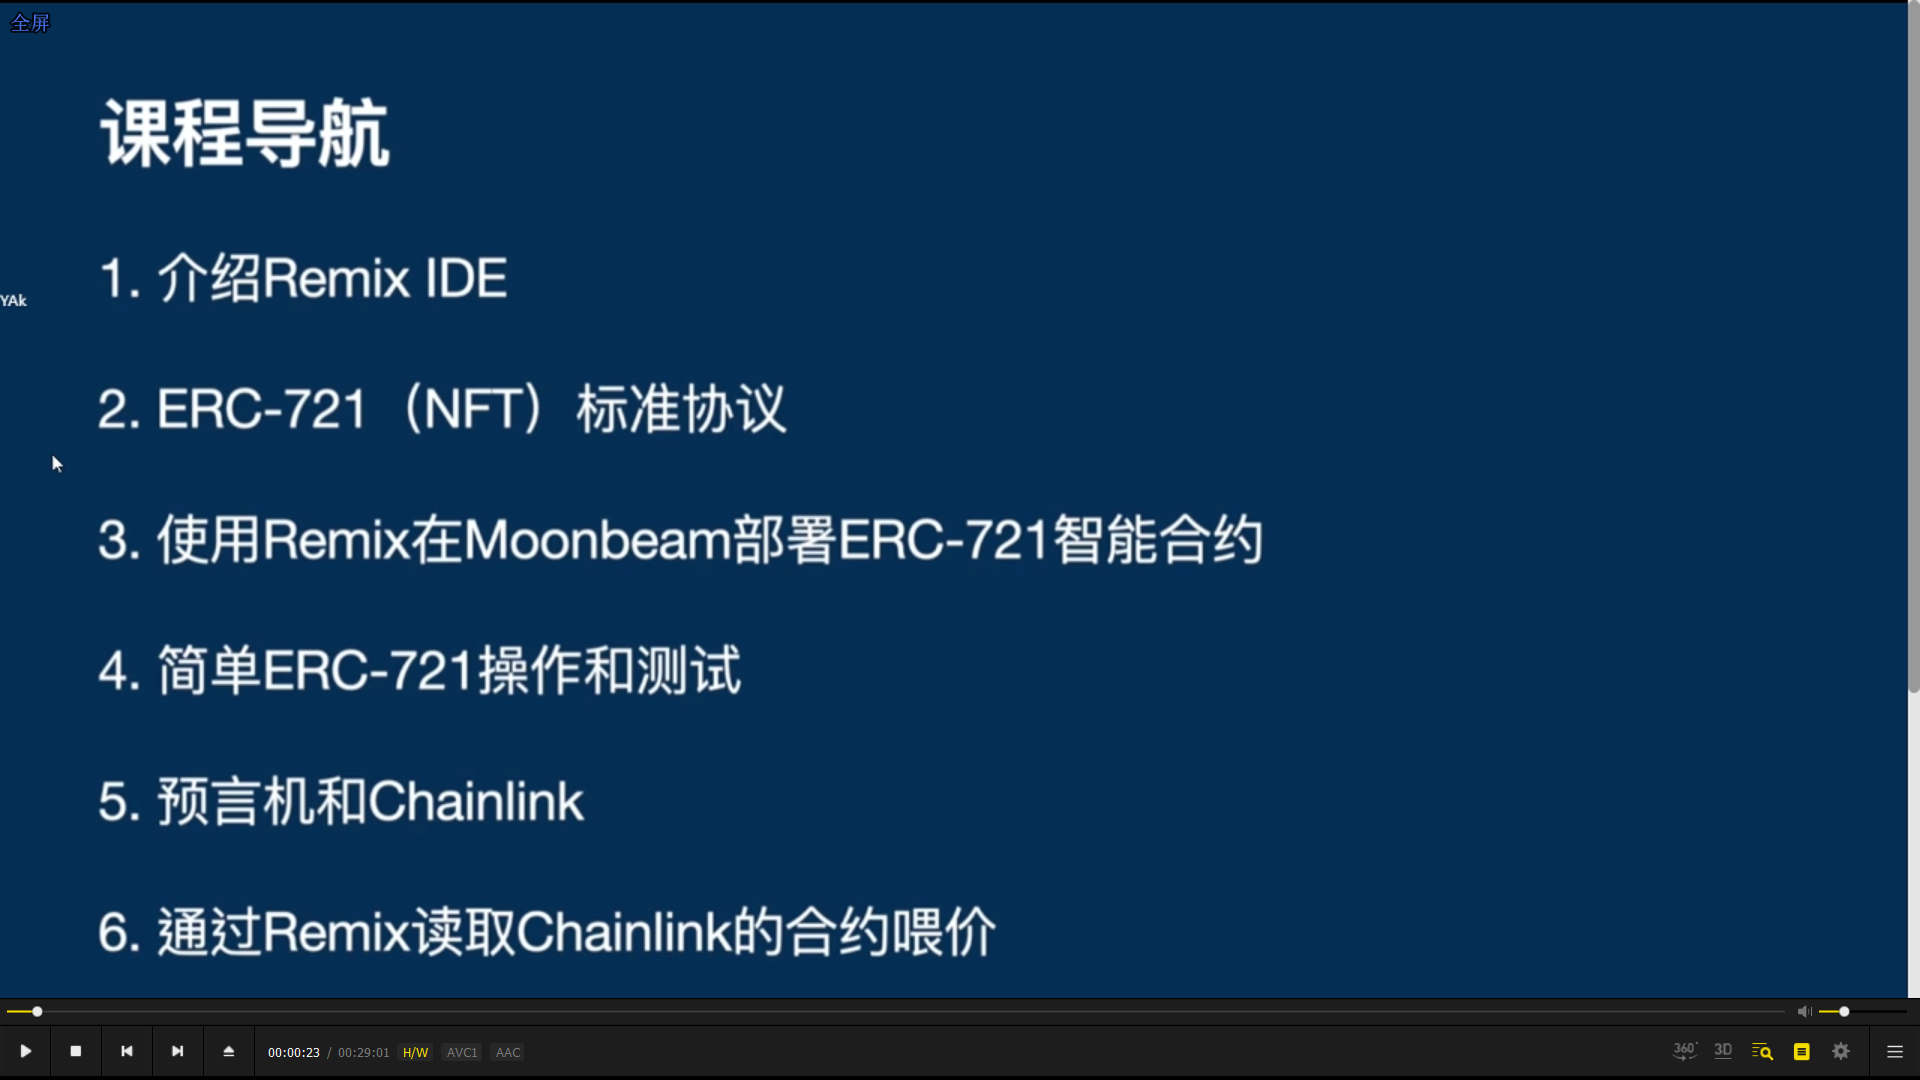 全屏
课程导航
1. 介绍Remix IDE
YAk
2. ERC-721（NFT）标准协议
3. 使用Remix在Moonbeam部署ERC-721智能合约
4. 简单ERC-721操作和测试
5. 预言机和Chainlink
6. 通过Remix读取Chainlink的合约喂价
00:00:23 / 00:29:01 H/W AVC1 AAC
360° 3D